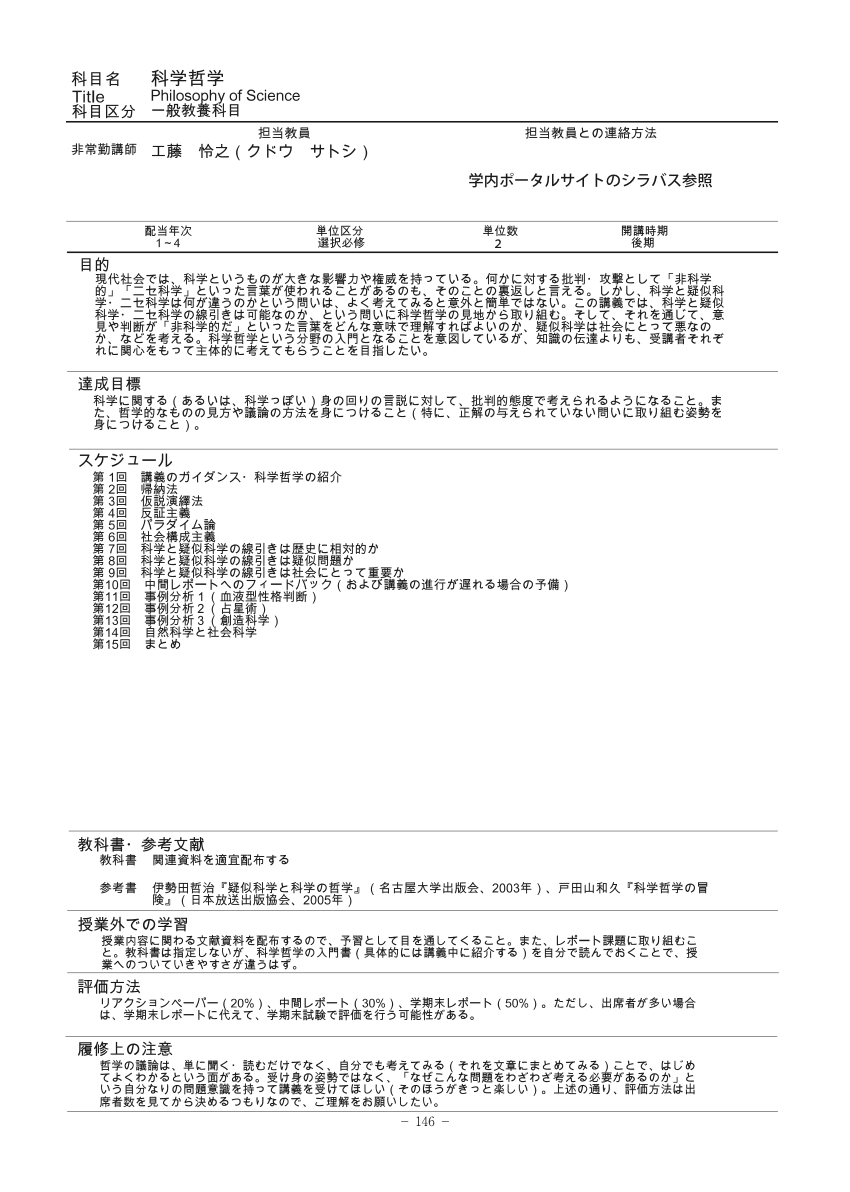 科目名 科学哲学
Title Philosophy of Science
科目区分 一般教養科目
担当教員 担当教員との連絡方法
非常勤講師 工藤 怜之（クドウ サトシ）
学内ポータルサイトのシラバス参照
配当年次 単位区分 単位数 開講時期
1～4 選択必修 2 後期
目的
現代社会では、科学というものが大きな影響力や権威を持っている。何かに対する批判・攻撃として「非科学
的」「ニセ科学」といった言葉が使われることがあるのも、そのことの裏返しと言える。しかし、科学と疑似科
学・ニセ科学は何が違うのかという問いは、よく考えてみると意外と簡単ではない。この講義では、科学と疑似
科学・ニセ科学の線引きは可能なのか、という問いに科学哲学の見地から取り組む。そして、それを通じて、意
見や判断が「非科学的だ」といった言葉をどんな意味で理解すればよいのか、疑似科学は社会にとって悪なの
か、などを考える。科学哲学という分野の入門となることを意図しているが、知識の伝達よりも、受講者それぞ
れに関心をもって主体的に考えてもらうことを目指したい。
達成目標
科学に関する（あるいは、科学っぽい）身の回りの言説に対して、批判的態度で考えられるようになること。ま
た、哲学的なものの見方や議論の方法を身につけること（特に、正解の与えられていない問いに取り組む姿勢を
身につけること）。
スケジュール
第 1回 講義のガイダンス・科学哲学の紹介
第 2回 帰納法
第 3回 仮説演繹法
第 4回 反証主義
第 5回 パラダイム論
第 6回 社会構成主義
第 7回 科学と疑似科学の線引きは歴史に相対的か
第 8回 科学と疑似科学の線引きは疑似問題か
第 9回 科学と疑似科学の線引きは社会にとって重要か
第10回 中間レポートへのフィードバック（および講義の進行が遅れる場合の予備）
第11回 事例分析１（血液型性格判断）
第12回 事例分析２（占星術）
第13回 事例分析３（創造科学）
第14回 自然科学と社会科学
第15回 まとめ
教科書・参考文献
教科書 関連資料を適宜配布する
参考書 伊勢田哲治『疑似科学と科学の哲学』（名古屋大学出版会、2003年）、戸田山和久『科学哲学の冒
険』（日本放送出版協会、2005年）
授業外での学習
授業内容に関わる文献資料を配布するので、予習として目を通してくること。また、レポート課題に取り組むこ
と。教科書は指定しないが、科学哲学の入門書（具体的には講義中に紹介する）を自分で読んでおくことで、授
業へのついていきやすさが違うはず。
評価方法
リアクションペーパー（20%）、中間レポート（30%）、学期末レポート（50%）。ただし、出席者が多い場合
は、学期末レポートに代えて、学期末試験で評価を行う可能性がある。
履修上の注意
哲学の議論は、単に聞く・読むだけでなく、自分でも考えてみる（それを文章にまとめてみる）ことで、はじめ
てよくわかるという面がある。受け身の姿勢ではなく、「なぜこんな問題をわざわざ考える必要があるのか」と
いう自分なりの問題意識を持って講義を受けてほしい（そのほうがきっと楽しい）。上述の通り、評価方法は出
席者数を見てから決めるつもりなので、ご理解をお願いしたい。
− 146 −